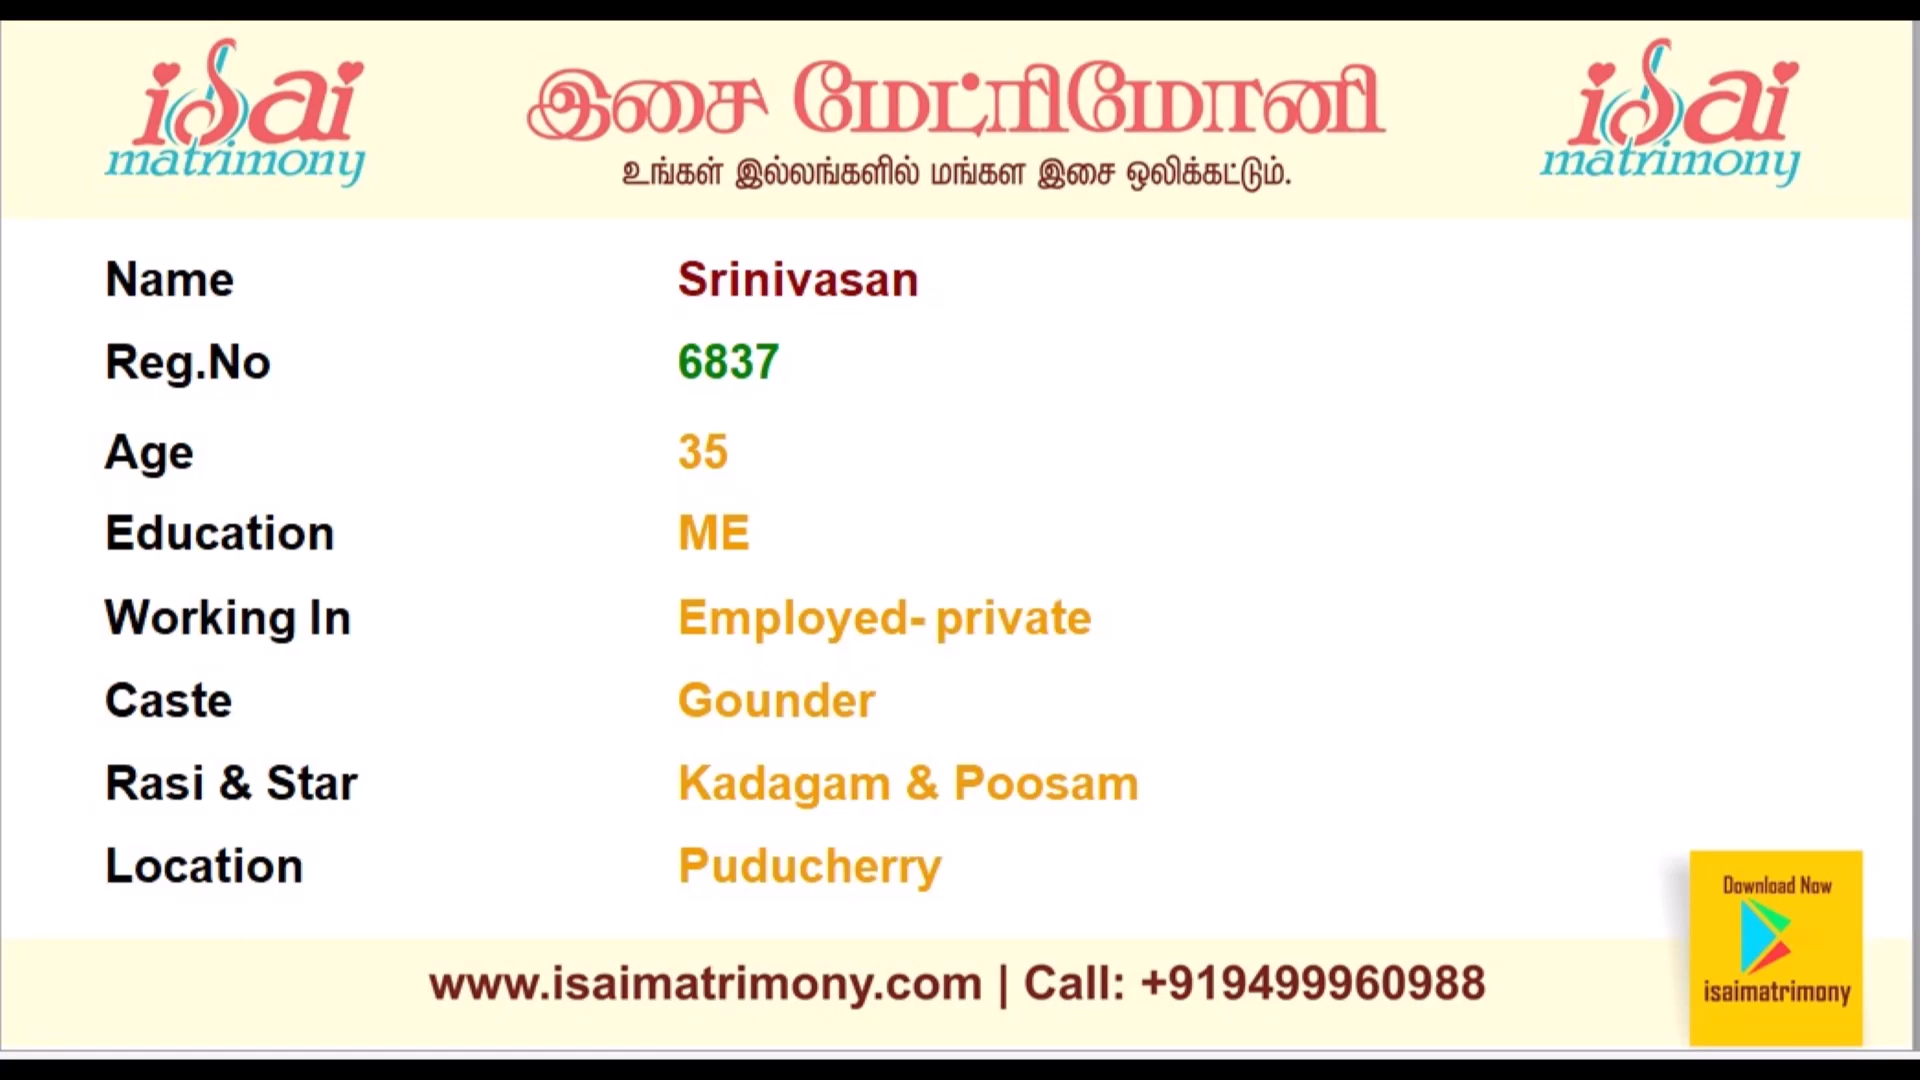 isai matrimony
இசை மேட்ரிமோனி
உங்கள் இல்லங்களில் மங்கள இசை ஒலிக்கட்டும்.
isai matrimony
Name Srinivasan
Reg.No 6837
Age 35
Education ME
Working In Employed- private
Caste Gounder
Rasi & Star Kadagam & Poosam
Location Puducherry
Download Now
isaimatrimony
www.isaimatrimony.com | Call: +919499960988